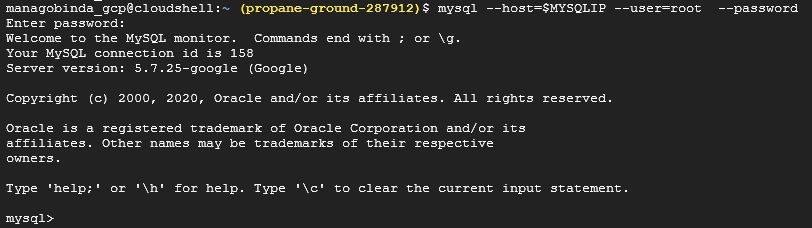 managobinda_gcp@cloudshell:~ (propane-ground-287912)$ mysql --host=$MYSQLIP --user=root  --password
Enter password:
Welcome to the MySQL monitor.  Commands end with ; or \g.
Your MySQL connection id is 158
Server version: 5.7.25-google (Google)

Copyright (c) 2000, 2020, Oracle and/or its affiliates. All rights reserved.

Oracle is a registered trademark of Oracle Corporation and/or its
affiliates. Other names may be trademarks of their respective
owners.

Type 'help;' or '\h' for help. Type '\c' to clear the current input statement.

mysql>